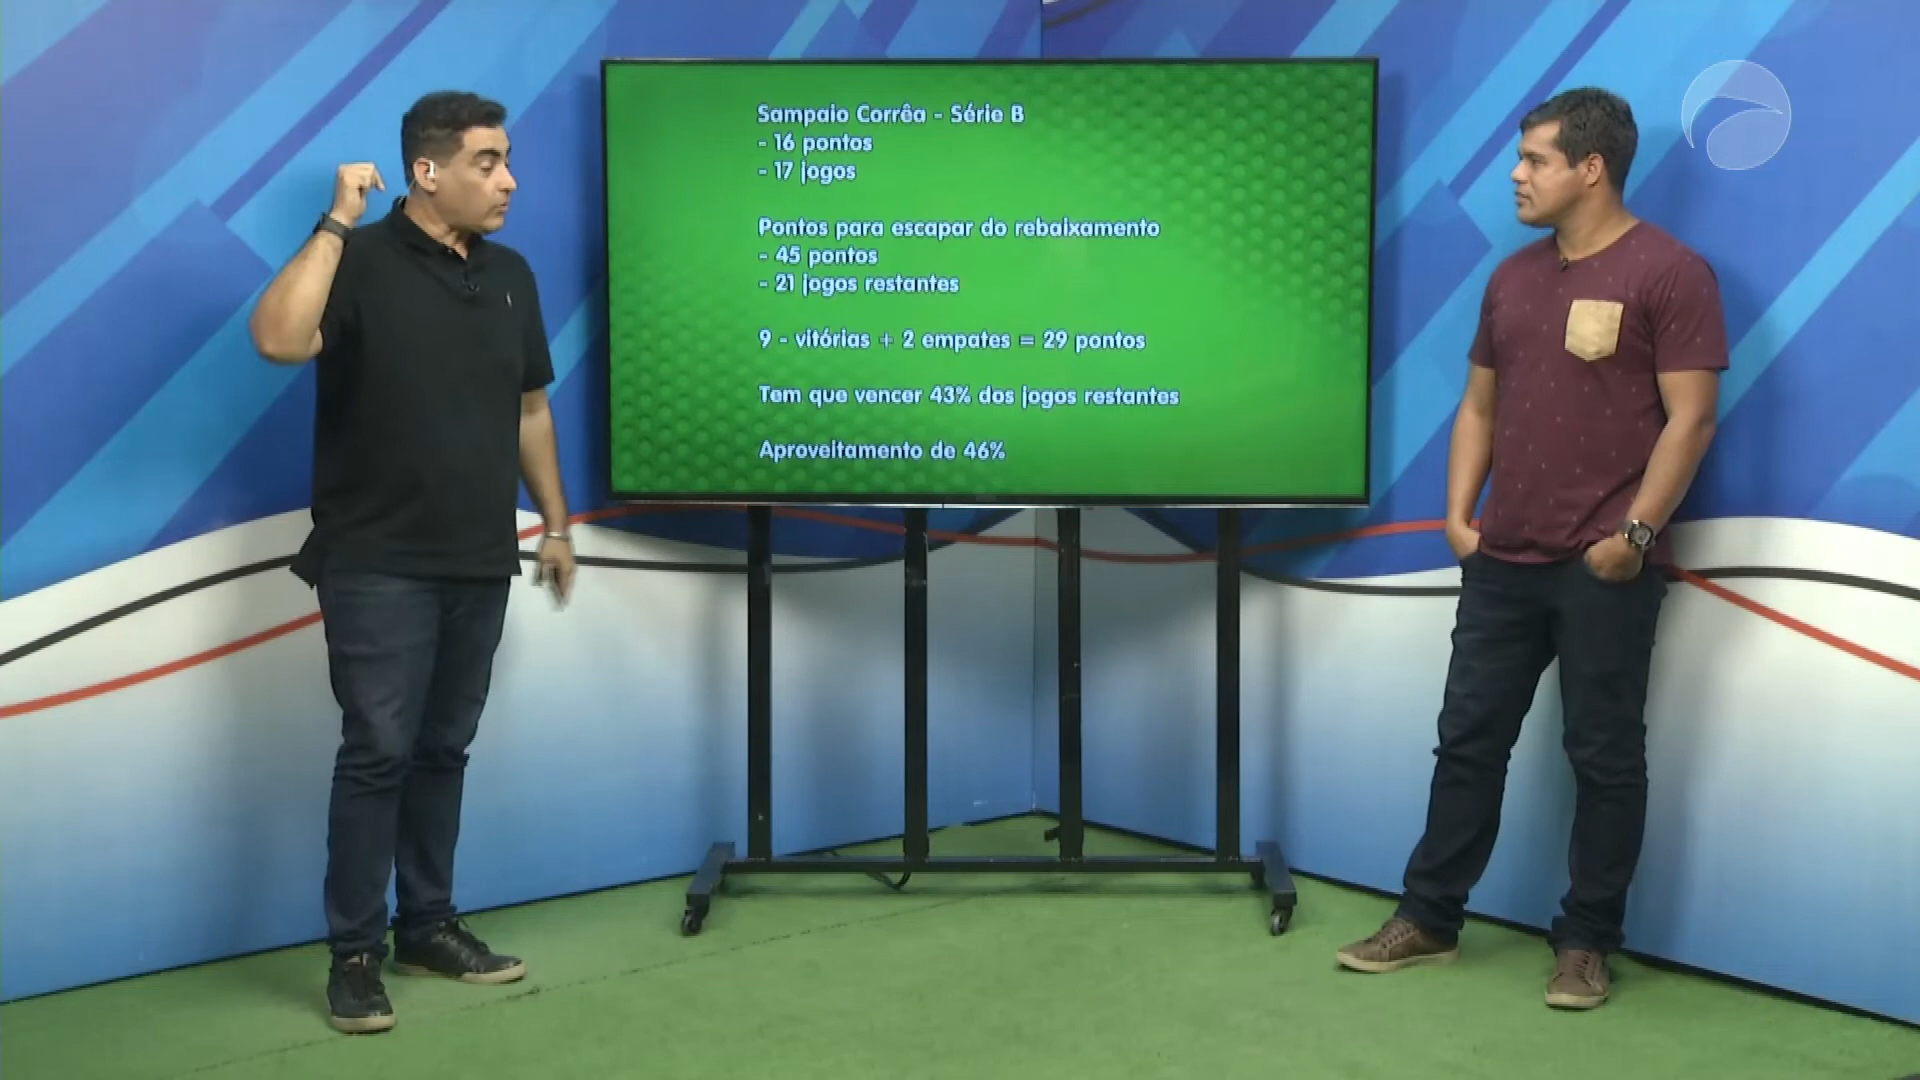 Sampaio Corrêa - Série B
- 16 pontos
- 17 jogos
Pontos para escapar do rebaixamento
- 45 pontos
- 21 jogos restantes
9 - vitórias + 2 empates = 29 pontos
Tem que vencer 43% dos jogos restantes
Aproveitamento de 46%